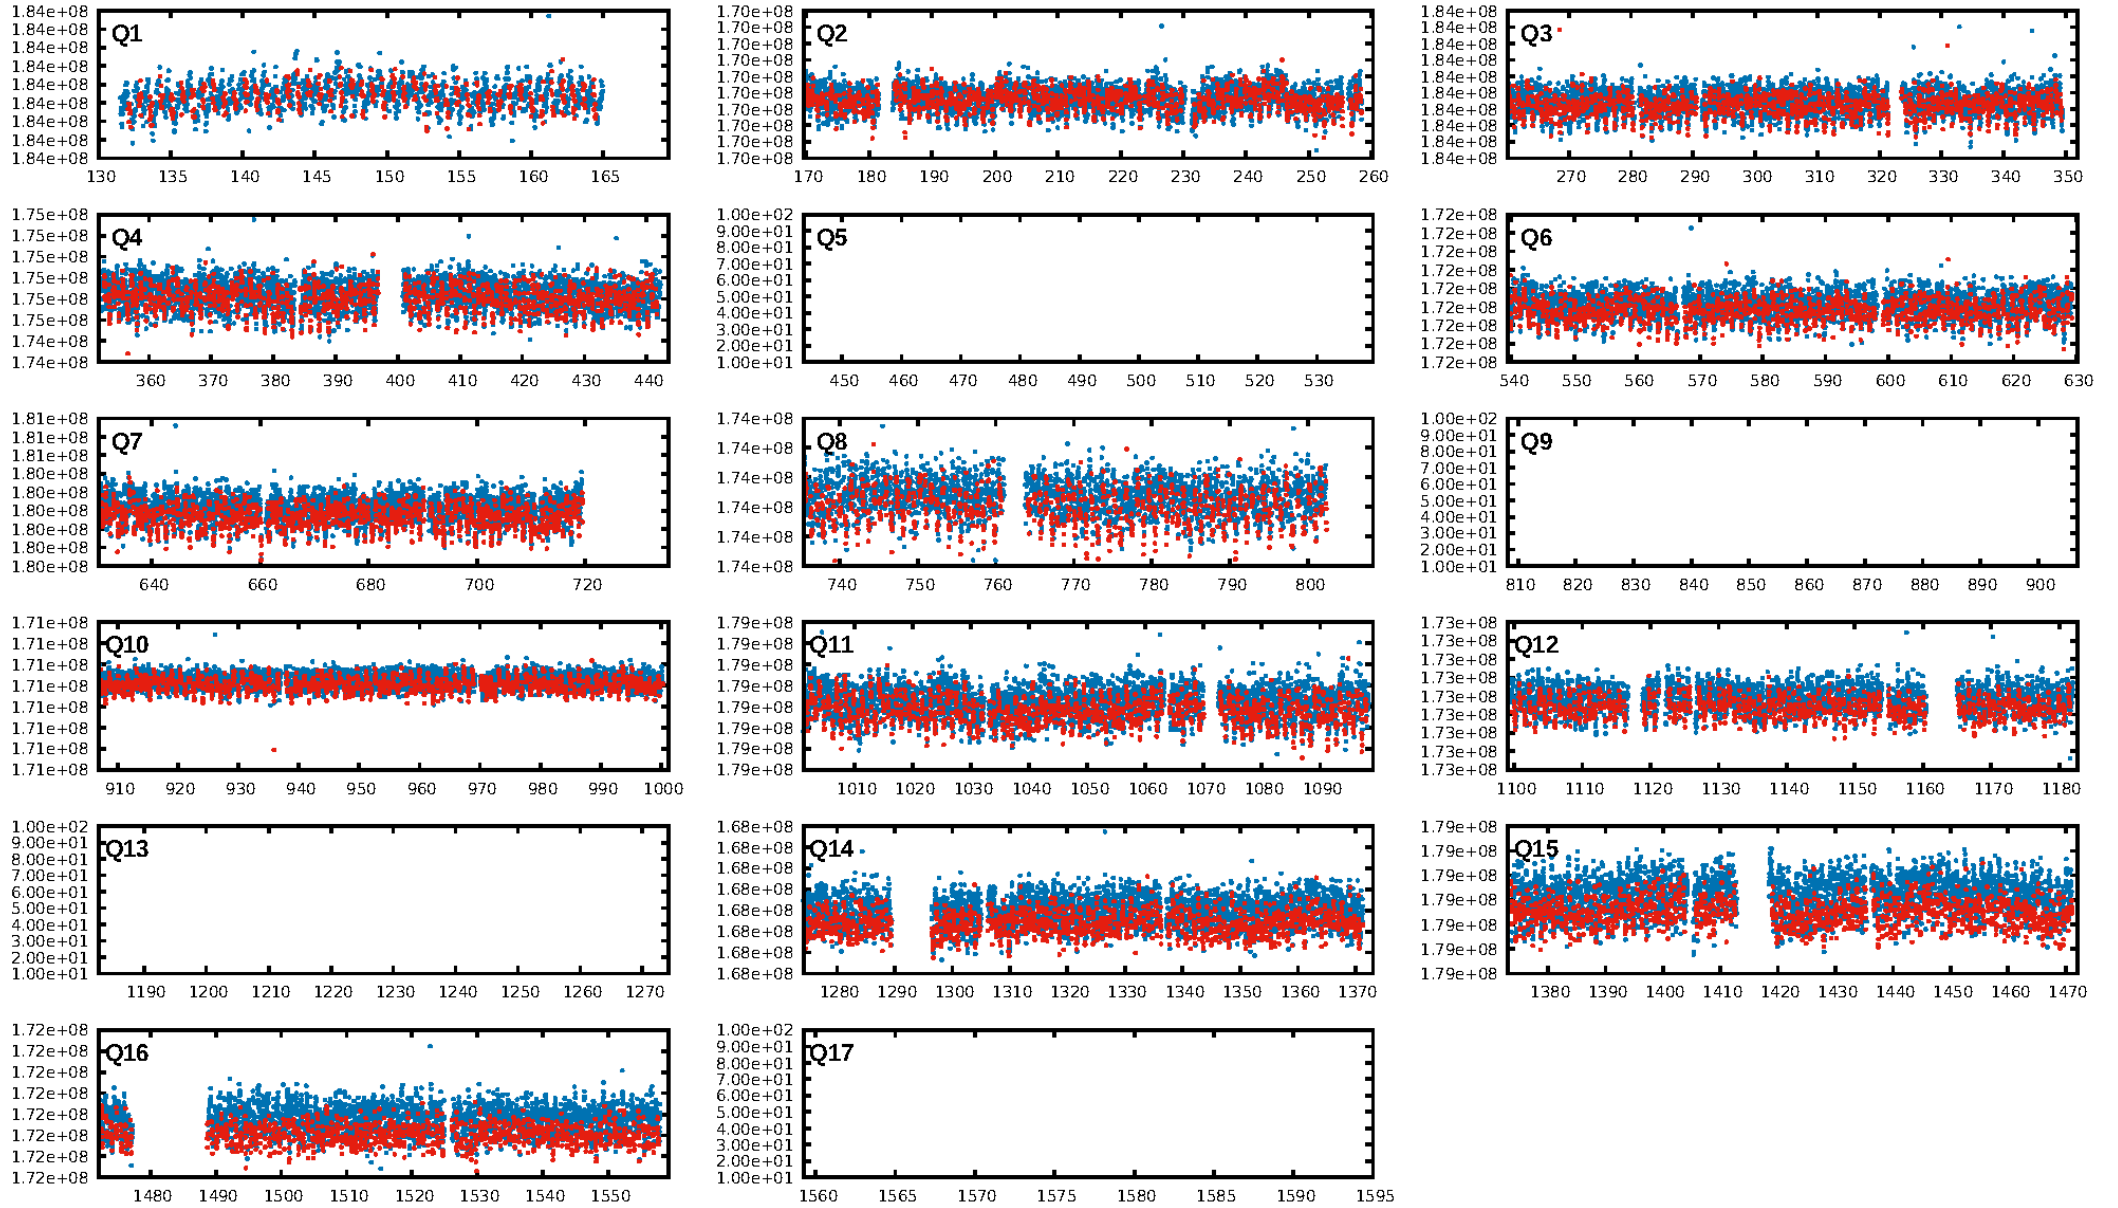 1.84e+08
1.84e+08
1.84e+08
1.84e+08
1.84e+08
1.84e+08
1.84e+08
1.84e+08
1.84e+08
Q1
130 135 140 145 150 155 160 165
1.70e+08
1.70e+08
1.70e+08
1.70e+08
1.70e+08
1.70e+08
1.70e+08
1.70e+08
1.70e+08
1.70e+08
Q2
170 180 190 200 210 220 230 240 250 260
1.84e+08
1.84e+08
1.84e+08
1.84e+08
1.84e+08
1.84e+08
1.84e+08
1.84e+08
1.84e+08
1.84e+08
Q3
270 280 290 300 310 320 330 340 350
1.75e+08
1.75e+08
1.75e+08
1.75e+08
1.75e+08
1.75e+08
1.74e+08
1.74e+08
Q4
360 370 380 390 400 410 420 430 440
1.00e+02
9.00e+01
8.00e+01
7.00e+01
6.00e+01
5.00e+01
4.00e+01
3.00e+01
2.00e+01
1.00e+01
Q5
450 460 470 480 490 500 510 520 530
1.72e+08
1.72e+08
1.72e+08
1.72e+08
1.72e+08
1.72e+08
1.72e+08
1.72e+08
1.72e+08
Q6
540 550 560 570 580 590 600 610 620 630
1.81e+08
1.81e+08
1.81e+08
1.80e+08
1.80e+08
1.80e+08
1.80e+08
1.80e+08
1.80e+08
Q7
640 660 680 700 720
1.74e+08
1.74e+08
1.74e+08
1.74e+08
1.74e+08
1.74e+08
Q8
740 750 760 770 780 790 800
1.00e+02
9.00e+01
8.00e+01
7.00e+01
6.00e+01
5.00e+01
4.00e+01
3.00e+01
2.00e+01
1.00e+01
Q9
810 820 830 840 850 860 870 880 890 900
1.71e+08
1.71e+08
1.71e+08
1.71e+08
1.71e+08
1.71e+08
1.71e+08
1.71e+08
Q10
910 920 930 940 950 960 970 980 990 1000
1.79e+08
1.79e+08
1.79e+08
1.79e+08
1.79e+08
1.79e+08
1.79e+08
1.79e+08
Q11
1010 1020 1030 1040 1050 1060 1070 1080 1090
1.73e+08
1.73e+08
1.73e+08
1.73e+08
1.73e+08
1.73e+08
1.73e+08
1.73e+08
1.73e+08
Q12
1100 1110 1120 1130 1140 1150 1160 1170 1180
1.00e+02
9.00e+01
8.00e+01
7.00e+01
6.00e+01
5.00e+01
4.00e+01
3.00e+01
2.00e+01
1.00e+01
Q13
1190 1200 1210 1220 1230 1240 1250 1260 1270
1.68e+08
1.68e+08
1.68e+08
1.68e+08
1.68e+08
1.68e+08
1.68e+08
1.68e+08
Q14
1280 1290 1300 1310 1320 1330 1340 1350 1360 1370
1.79e+08
1.79e+08
1.79e+08
1.79e+08
1.79e+08
1.79e+08
1.79e+08
Q15
1380 1390 1400 1410 1420 1430 1440 1450 1460 1470
1.72e+08
1.72e+08
1.72e+08
1.72e+08
1.72e+08
1.72e+08
1.72e+08
1.72e+08
Q16
1480 1490 1500 1510 1520 1530 1540 1550
1.00e+02
9.00e+01
8.00e+01
7.00e+01
6.00e+01
5.00e+01
4.00e+01
3.00e+01
2.00e+01
1.00e+01
Q17
1560 1565 1570 1575 1580 1585 1590 1595